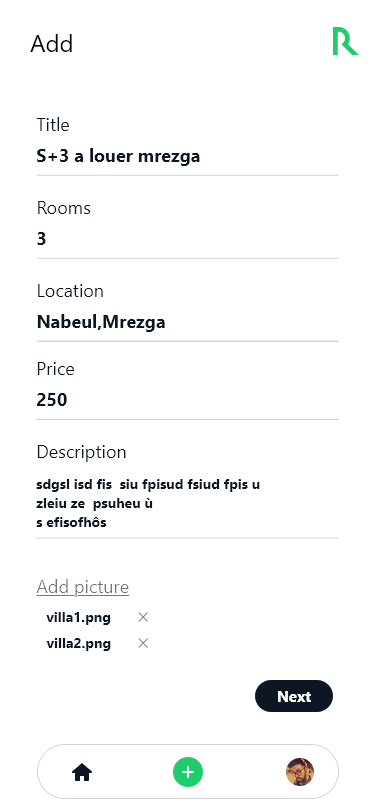 Add
R
Title
S+3 a louer mrezga
Rooms
3
Location
Nabeul,Mrezga
Price
250
Description
sdgsl isd fis  siu fpisud fsiud fpis u
zleiu ze  psuheu ù
s efisofhôs
Add picture
villa1.png ×
villa2.png ×
Next
+